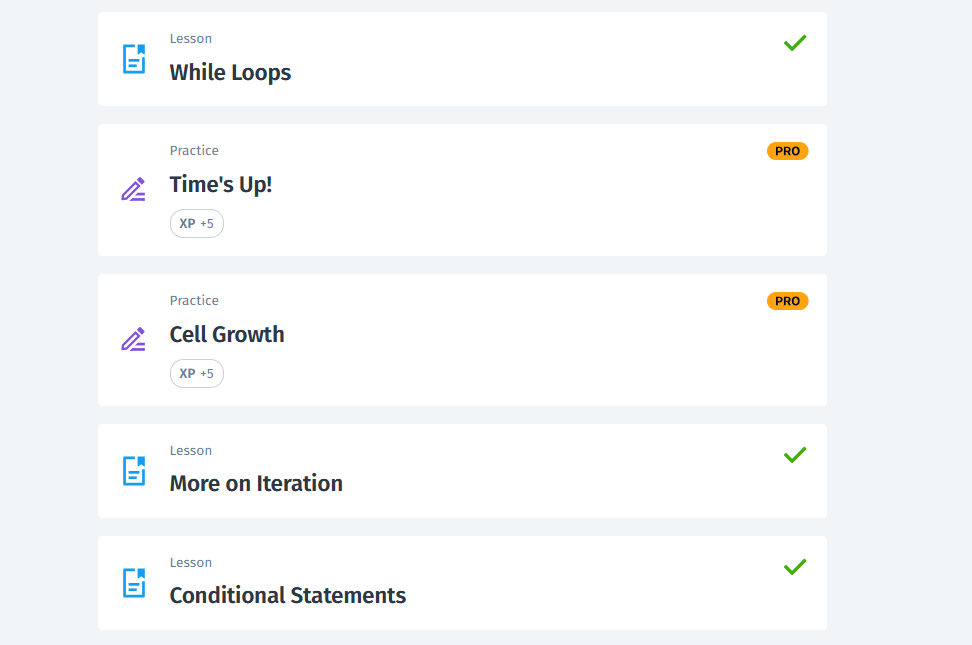 Lesson
While Loops
Practice
PRO
Time's Up!
XP +5
Practice
PRO
Cell Growth
XP +5
Lesson
More on Iteration
Lesson
Conditional Statements